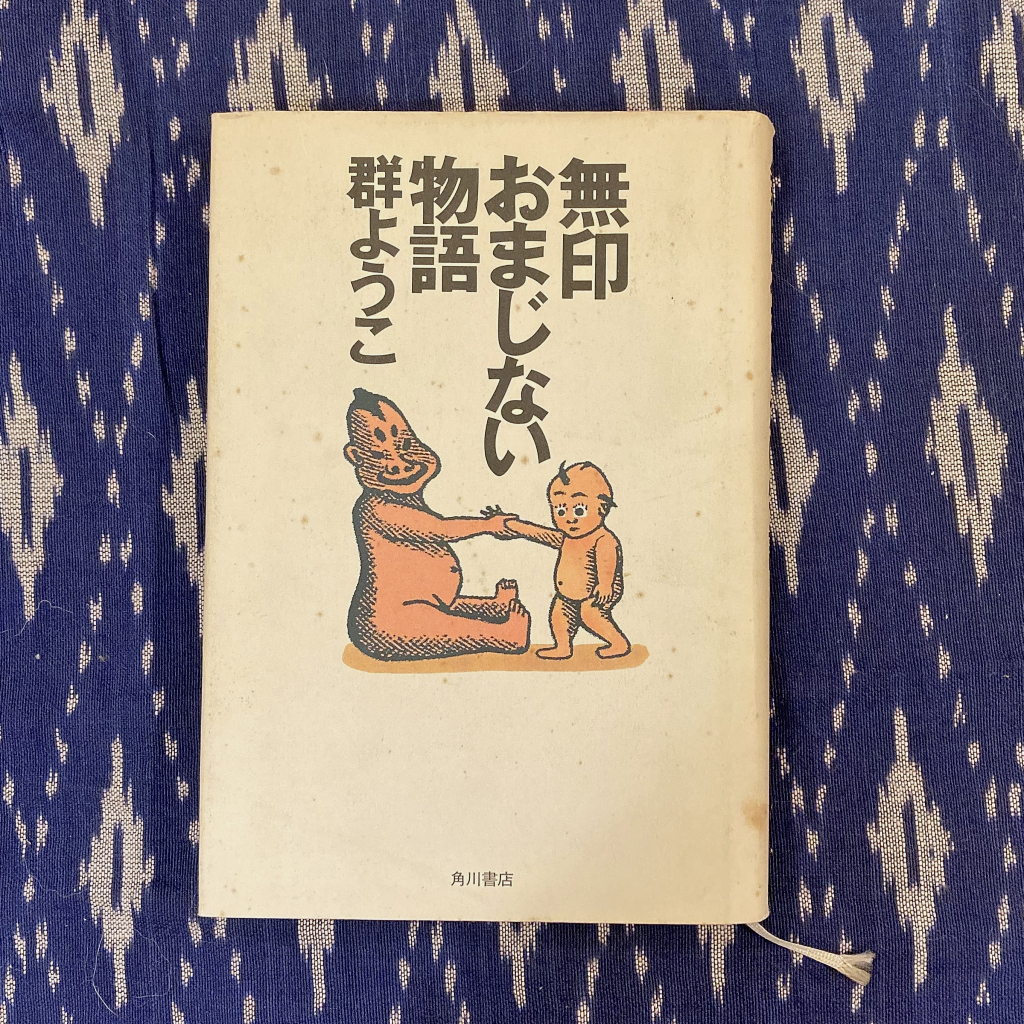 無印
おまじない
物語
群ようこ
角川書店